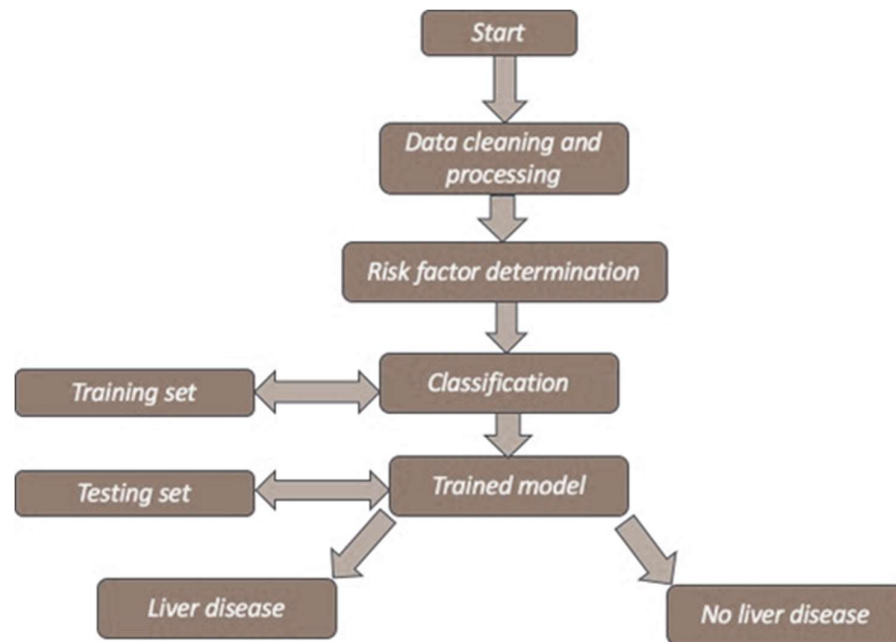 Start
Data cleaning and
processing
Risk factor determination
Training set
Classification
Testing set
Trained model
Liver disease
No liver disease